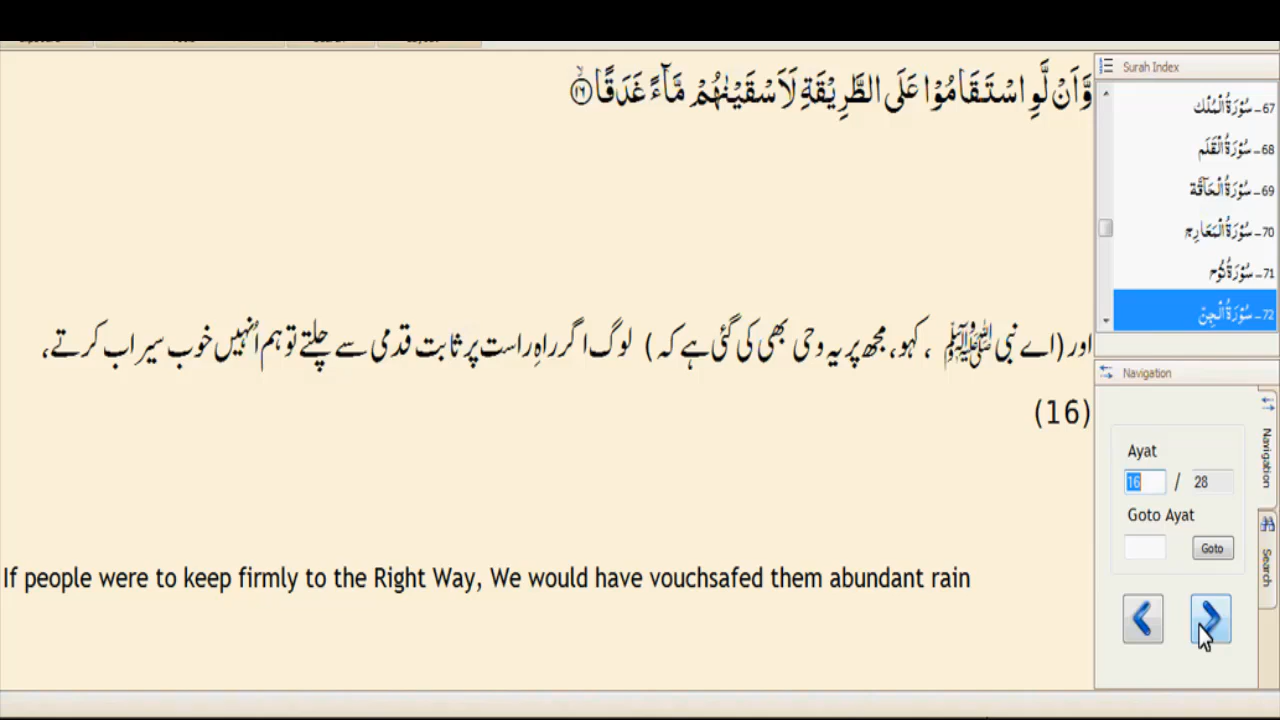 وَّاَنْ لَّوِ اسْتَقَامُوْا عَلَى الطَّرِيْقَةِ لَاَسْقَيْنٰهُمْ مَّآءً غَدَقًا ۙ‏﴿۱۶﴾
اور (اے نبی ﷺ ، کہو، مجھ پر یہ وحی بھی کی گئی ہے کہ ) لوگ اگر راہِ راست پر ثابت قدمی سے چلتے تو ہم اُنہیں خوب سیراب کرتے،
(16)
If people were to keep firmly to the Right Way, We would have vouchsafed them abundant rain
Surah Index
67- سُوْرَةُ الْمُلْك
68- سُوْرَةُ الْقَلَم
69- سُوْرَةُ الْحَآقَّة
70- سُوْرَةُ الْمَعَارِج
71- سُوْرَةُ نُوْح
72- سُوْرَةُ الْجِنّ
Navigation
Ayat
16 / 28
Goto Ayat
Goto
Navigation
Search